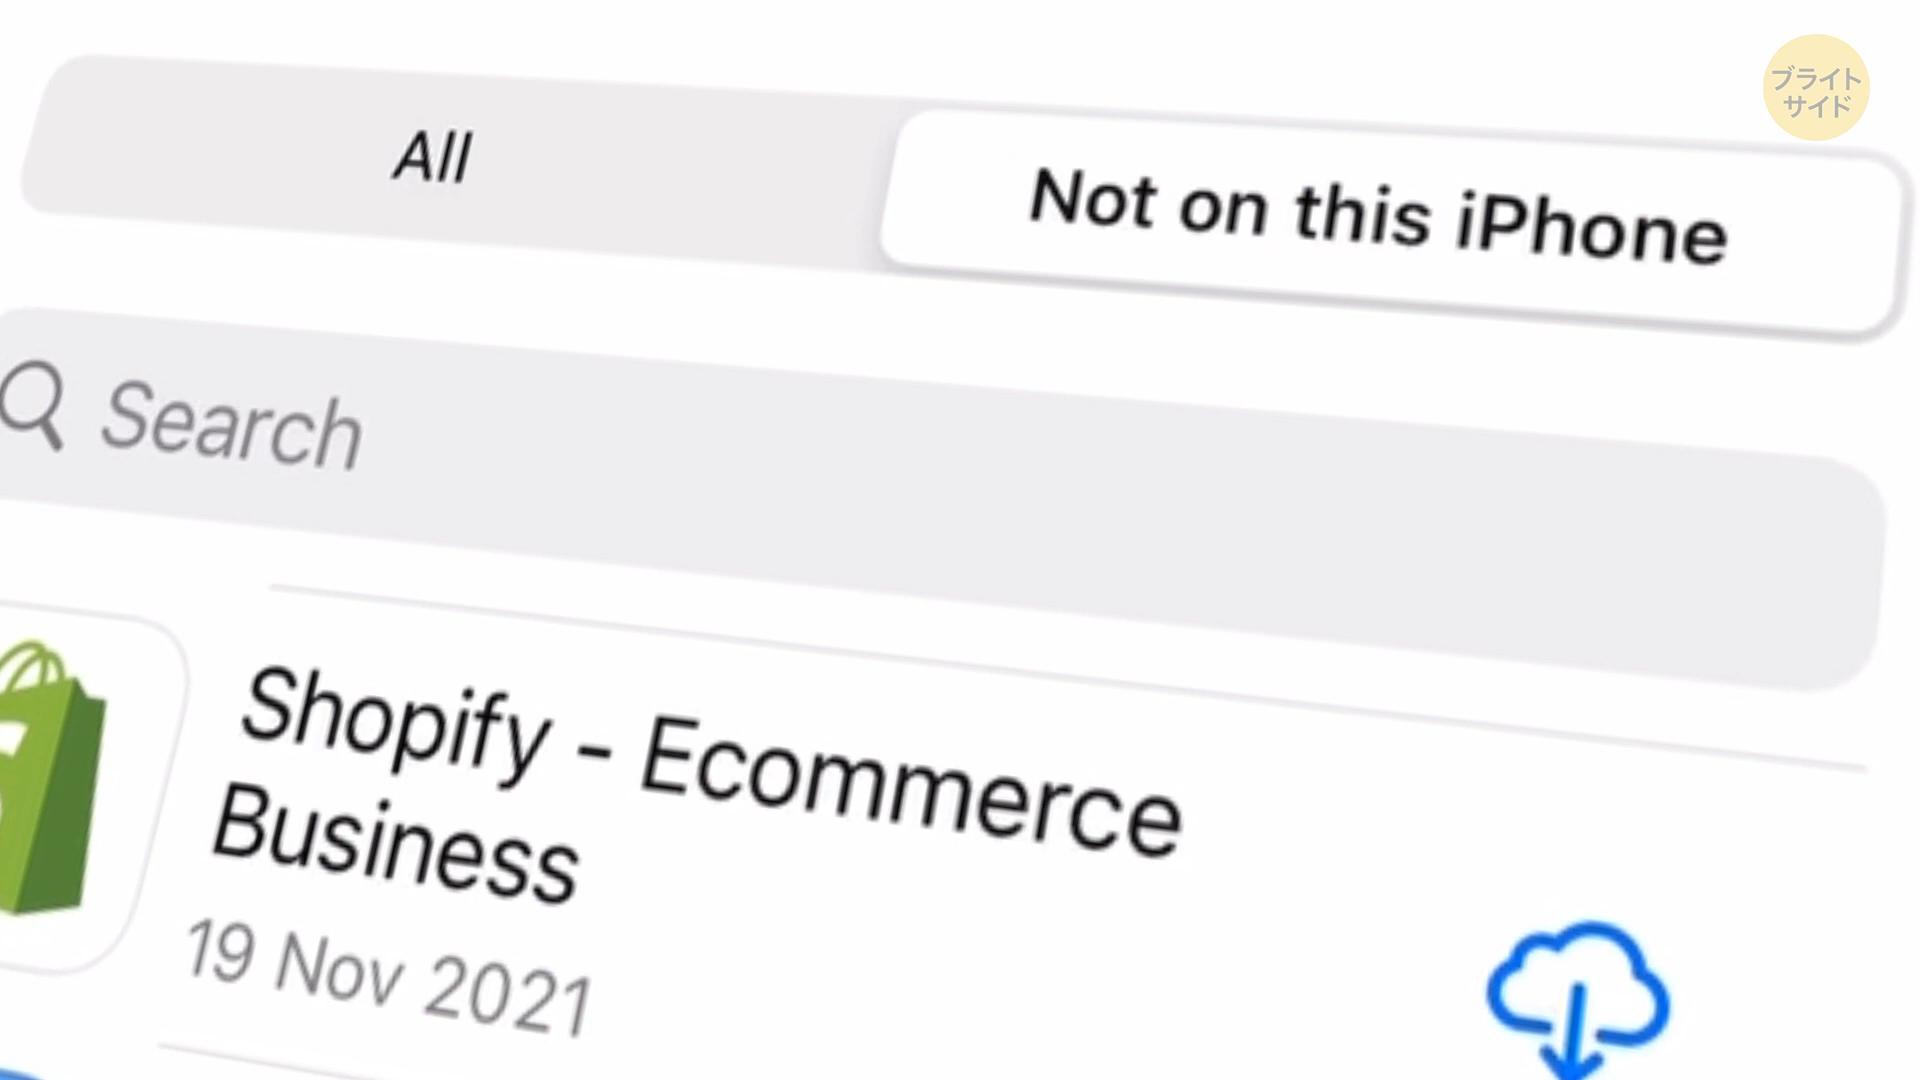 ブライト
サイド
All
Not on this iPhone
Search
Shopify - Ecommerce
Business
19 Nov 2021